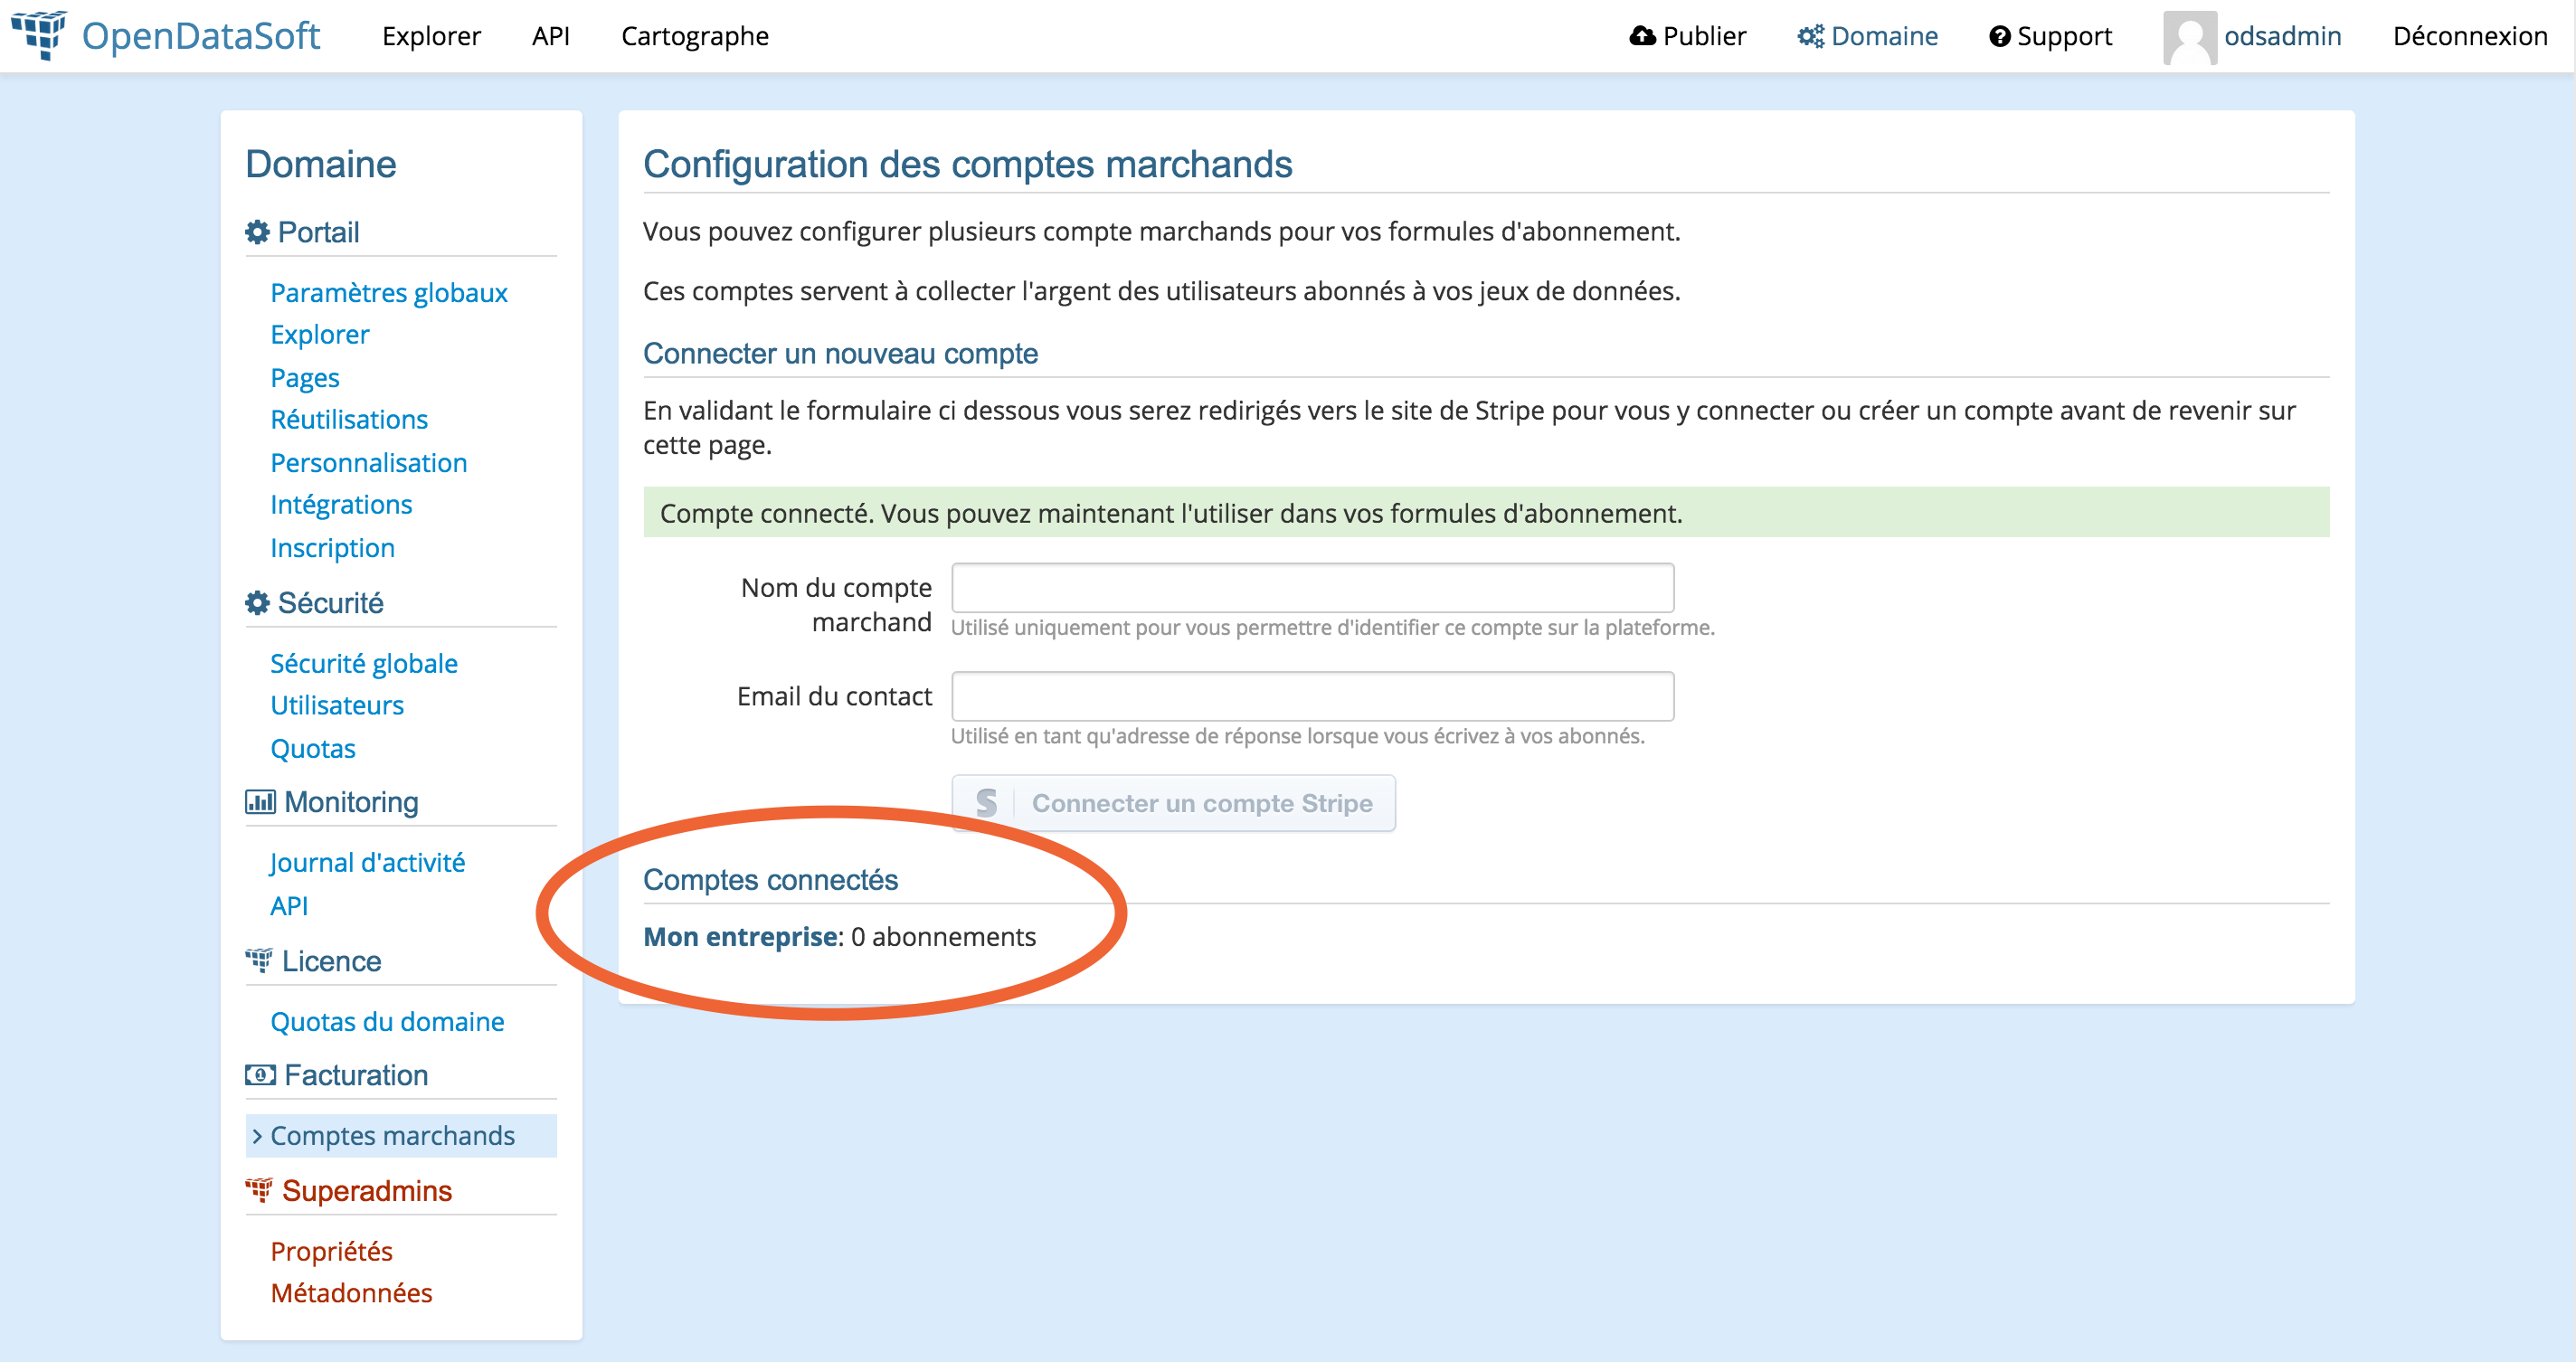 OpenDataSoft Explorer API Cartographe Publier Domaine Support odsadmin Déconnexion
Domaine
Portail
Paramètres globaux
Explorer
Pages
Réutilisations
Personnalisation
Intégrations
Inscription
Sécurité
Sécurité globale
Utilisateurs
Quotas
Monitoring
Journal d'activité
API
Licence
Quotas du domaine
Facturation
Comptes marchands
Superadmins
Propriétés
Métadonnées
Configuration des comptes marchands
Vous pouvez configurer plusieurs compte marchands pour vos formules d'abonnement.
Ces comptes servent à collecter l'argent des utilisateurs abonnés à vos jeux de données.
Connecter un nouveau compte
En validant le formulaire ci dessous vous serez redirigés vers le site de Stripe pour vous y connecter ou créer un compte avant de revenir sur
cette page.
Compte connecté. Vous pouvez maintenant l'utiliser dans vos formules d'abonnement.
Nom du compte
marchand
Utilisé uniquement pour vous permettre d'identifier ce compte sur la plateforme.
Email du contact
Utilisé en tant qu'adresse de réponse lorsque vous écrivez à vos abonnés.
S Connecter un compte Stripe
Comptes connectés
Mon entreprise: 0 abonnements